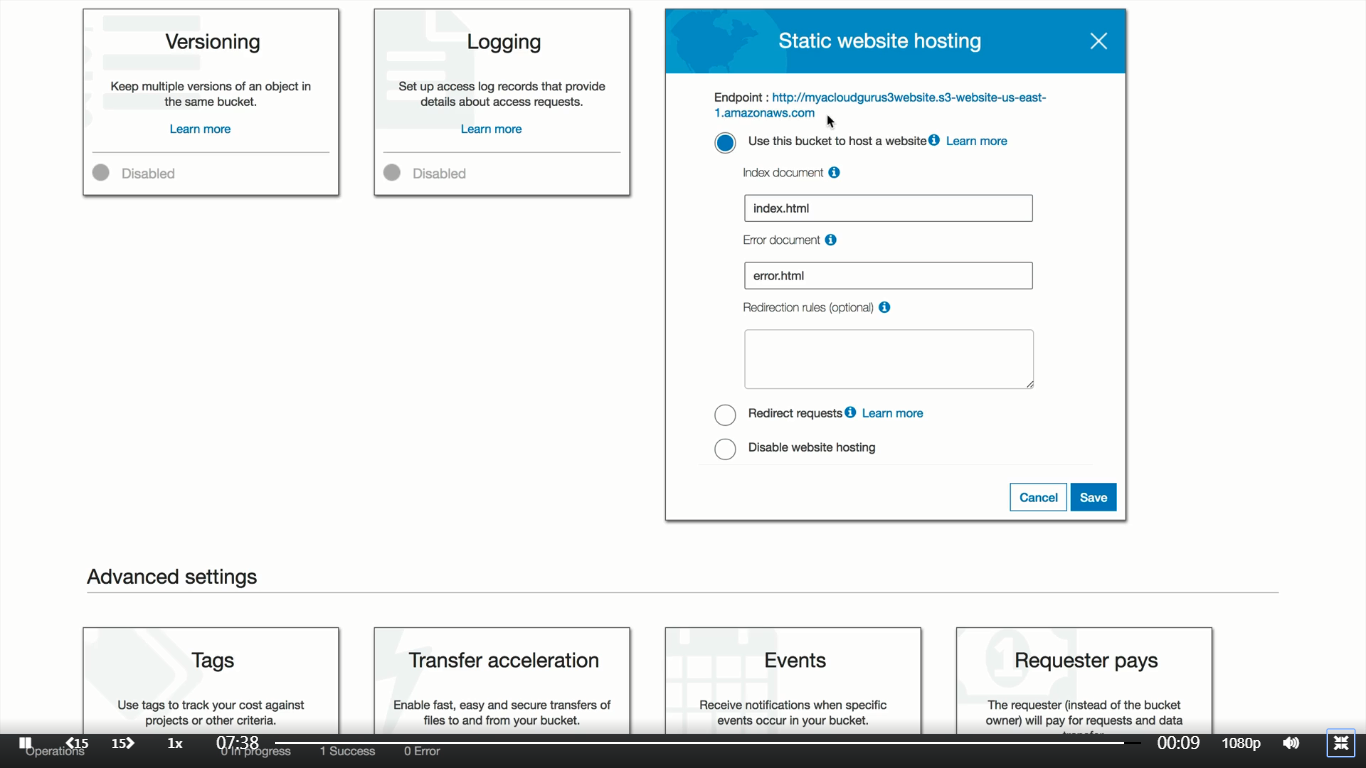 Versioning
Keep multiple versions of an object in
the same bucket.
Learn more
Disabled
Logging
Set up access log records that provide
details about access requests.
Learn more
Disabled
Static website hosting
Endpoint : http://myacloudgurus3website.s3-website-us-east-
1.amazonaws.com
Use this bucket to host a website Learn more
Index document
index.html
Error document
error.html
Redirection rules (optional)
Redirect requests Learn more
Disable website hosting
Cancel Save
Advanced settings
Tags
Use tags to track your cost against
projects or other criteria.
Transfer acceleration
Enable fast, easy and secure transfers of
files to and from your bucket.
Events
Receive notifications when specific
events occur in your bucket.
Requester pays
The requester (instead of the bucket
owner) will pay for requests and data
transfer.
15 15 1x 07:38 00:09 1080p
Operations 0 In progress 1 Success 0 Error